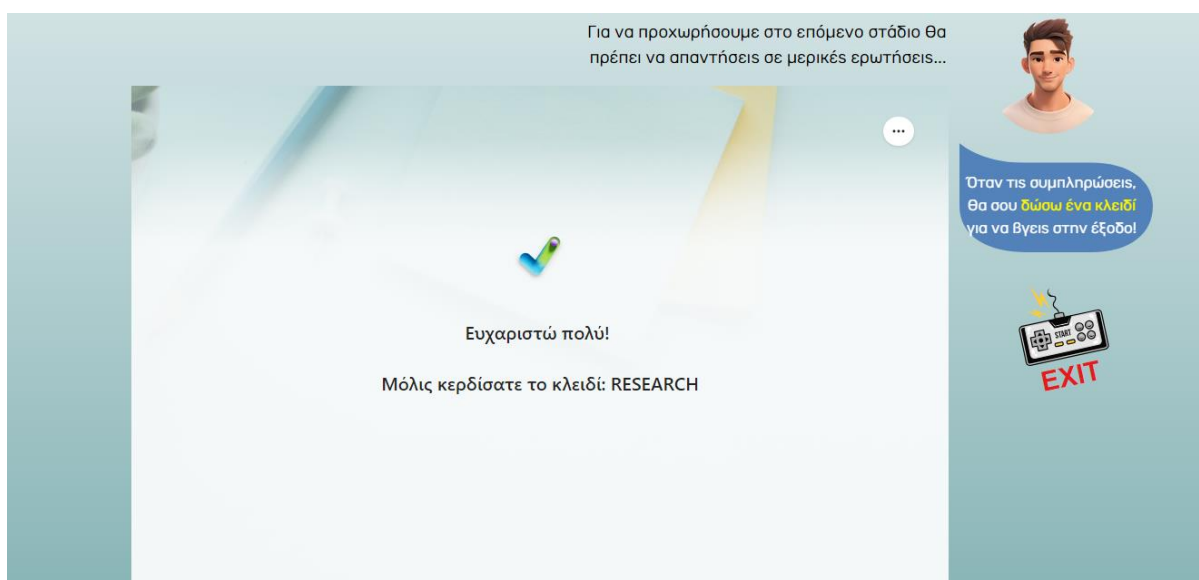 Για να προχωρήσουμε στο επόμενο στάδιο θα
πρέπει να απαντήσεις σε μερικές ερωτήσεις...
Όταν τις συμπληρώσεις,
θα σου δώσω ένα κλειδί
για να βγεις στην έξοδο!
Ευχαριστώ πολύ!
Μόλις κερδίσατε το κλειδί: RESEARCH
START
EXIT